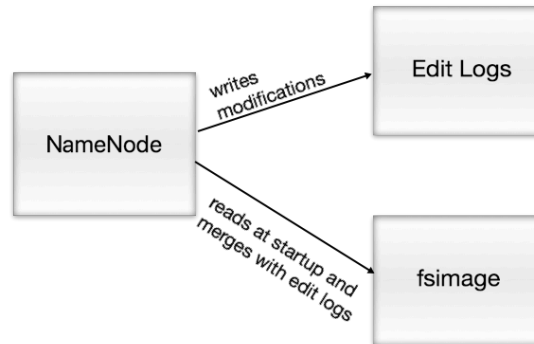 NameNode
writes
modifications
Edit Logs
reads at startup and
merges with edit logs
fsimage